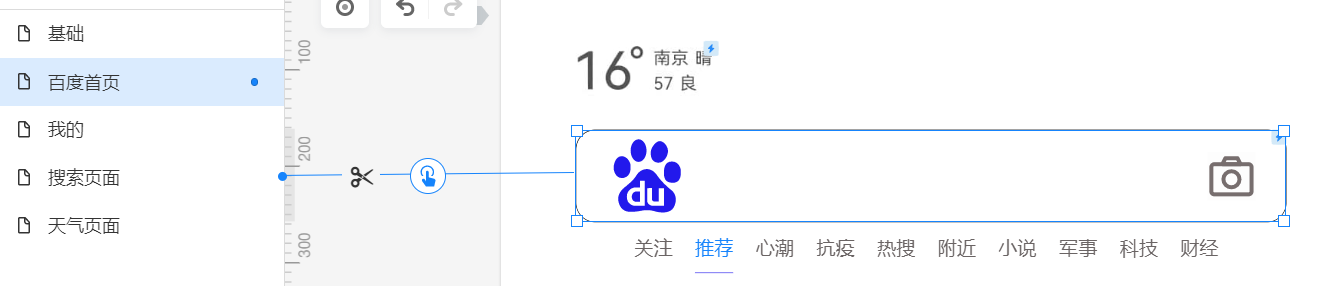 基础
百度首页
我的
搜索页面
天气页面
100
200
300
16° 南京 晴
57 良
du
关注 推荐 心潮 抗疫 热搜 附近 小说 军事 科技 财经